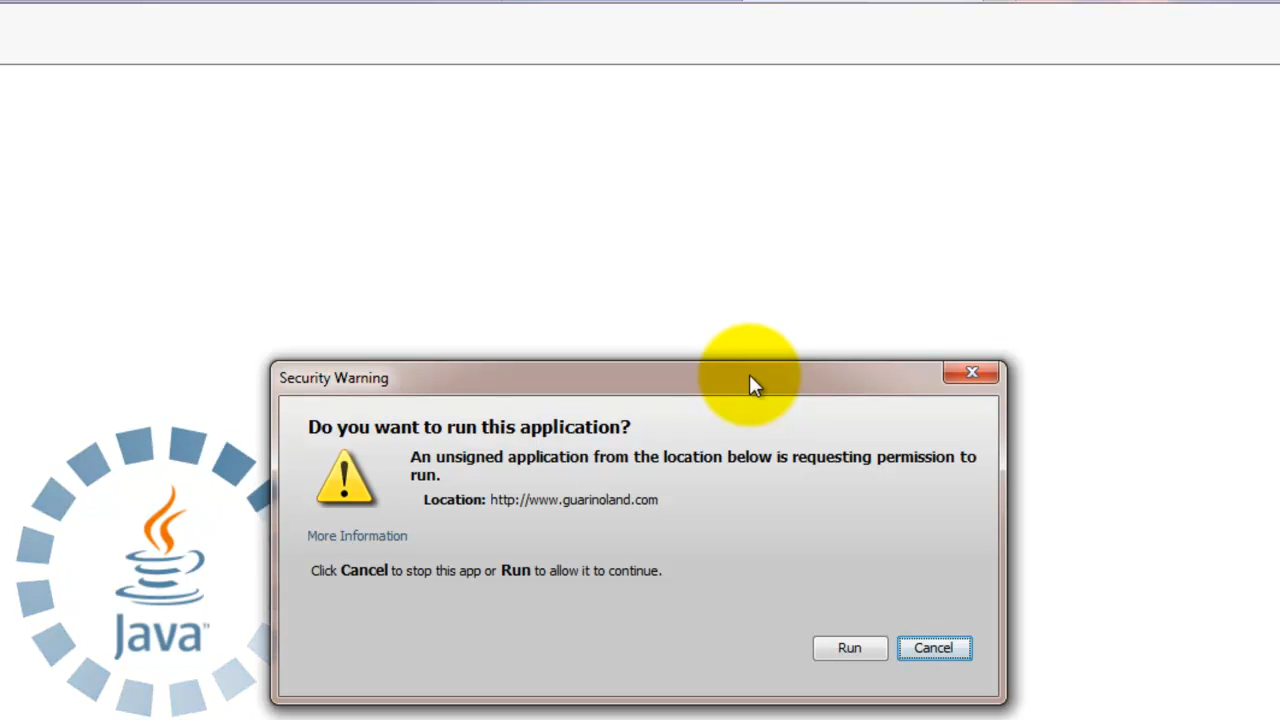 Security Warning
Do you want to run this application?
An unsigned application from the location below is requesting permission to
run.
Location: http://www.guarinoland.com
More Information
Click Cancel to stop this app or Run to allow it to continue.
Run Cancel
Java™